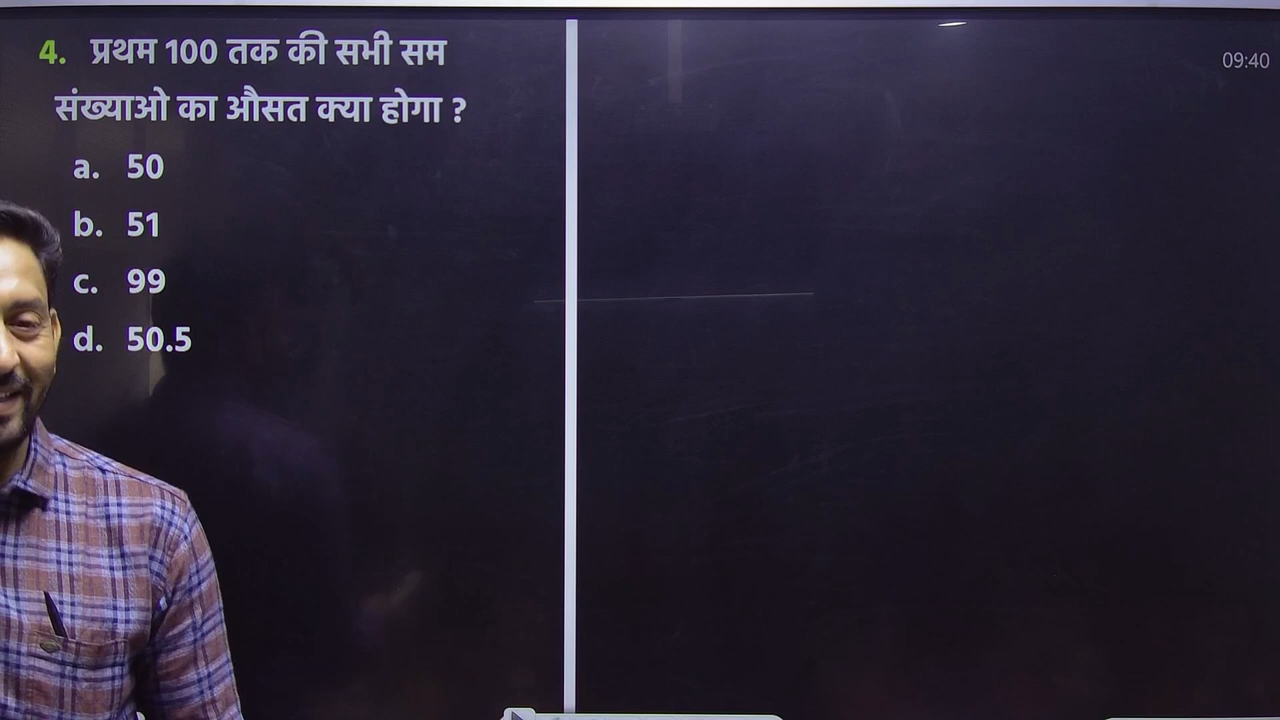 4. प्रथम 100 तक की सभी सम
संख्याओ का औसत क्या होगा ?
a. 50
b. 51
c. 99
d. 50.5
09:40